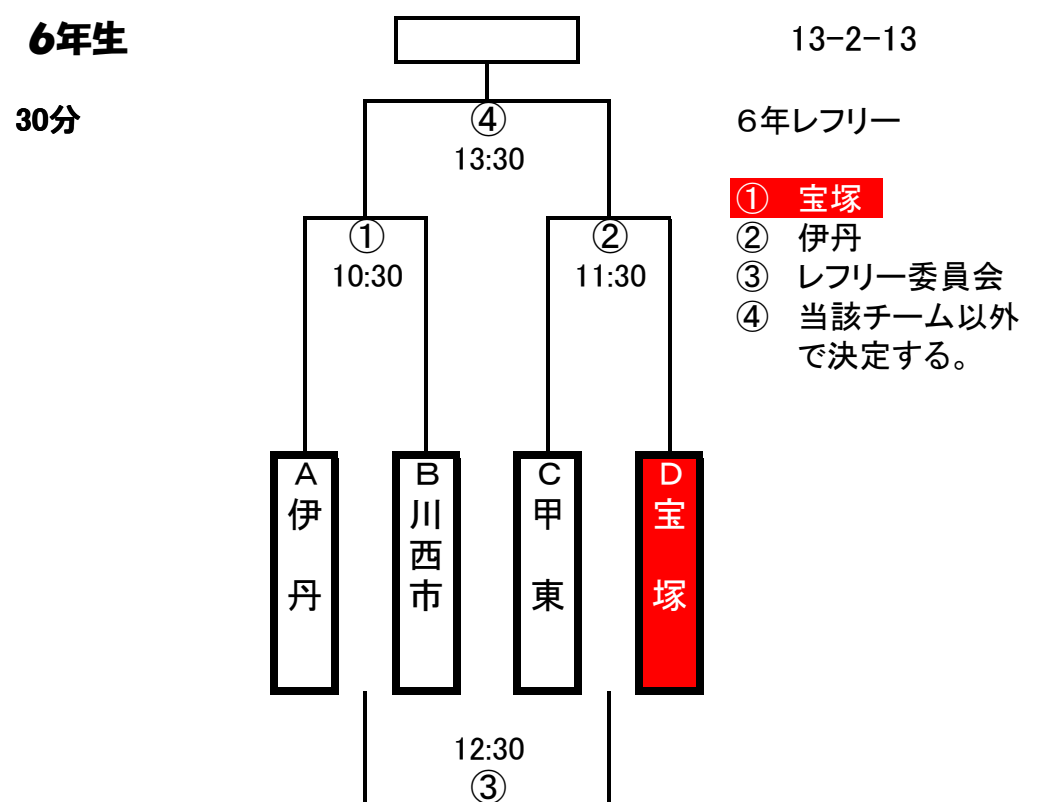 6年生
13-2-13
30分
④
13:30
６年レフリー
① 宝塚
② 伊丹
③ レフリー委員会
④ 当該チーム以外
で決定する。
①
10:30
②
11:30
A 伊丹
B 川西市
C 甲東
D 宝塚
12:30
③